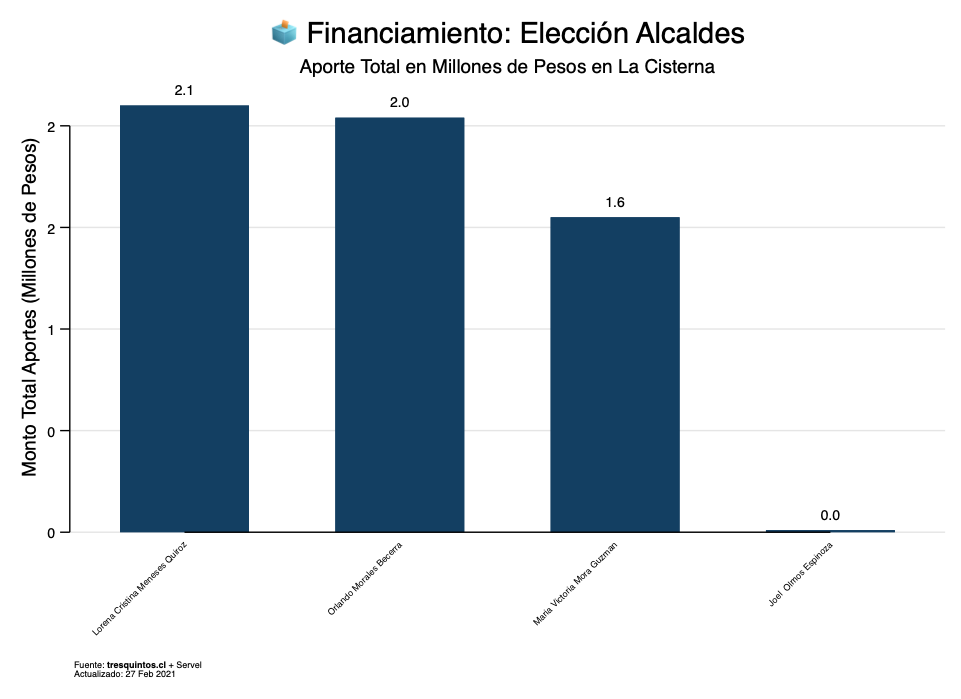 Financiamiento: Elección Alcaldes
Aporte Total en Millones de Pesos en La Cisterna
Monto Total Aportes (Millones de Pesos)
2
2
1
0
0
2.1
2.0
1.6
0.0
Lorena Cristina Meneses Quiroz
Orlando Morales Becerra
Maria Victoria Mora Guzman
Joel Olmos Espinoza
Fuente: tresquintos.cl + Servel
Actualizado: 27 Feb 2021